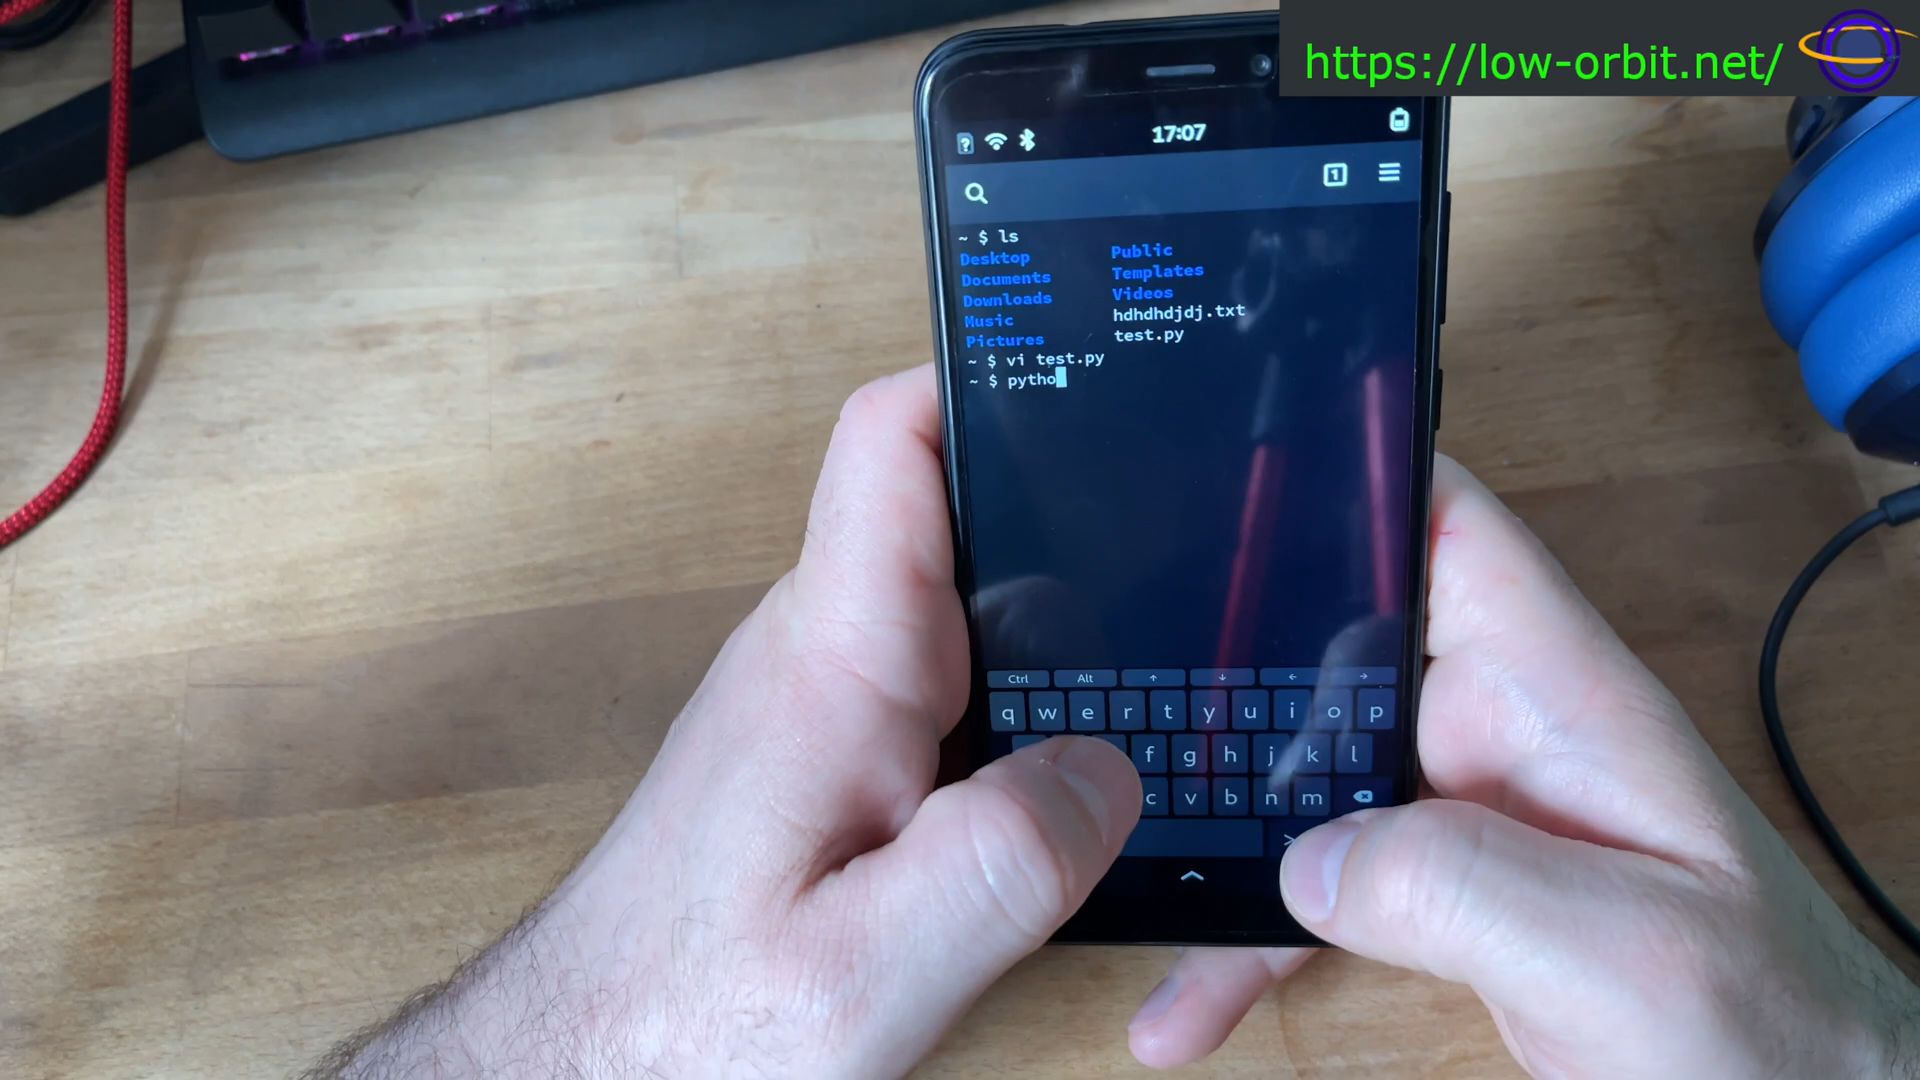 https://low-orbit.net/
17:07
1
~ $ ls
Desktop Public
Documents Templates
Downloads Videos
Music hdhdhdjdj.txt
Pictures test.py
~ $ vi test.py
~ $ pytho
Ctrl Alt ↑ ↓ ← →
q w e r t y u i o p
f g h j k l
c v b n m